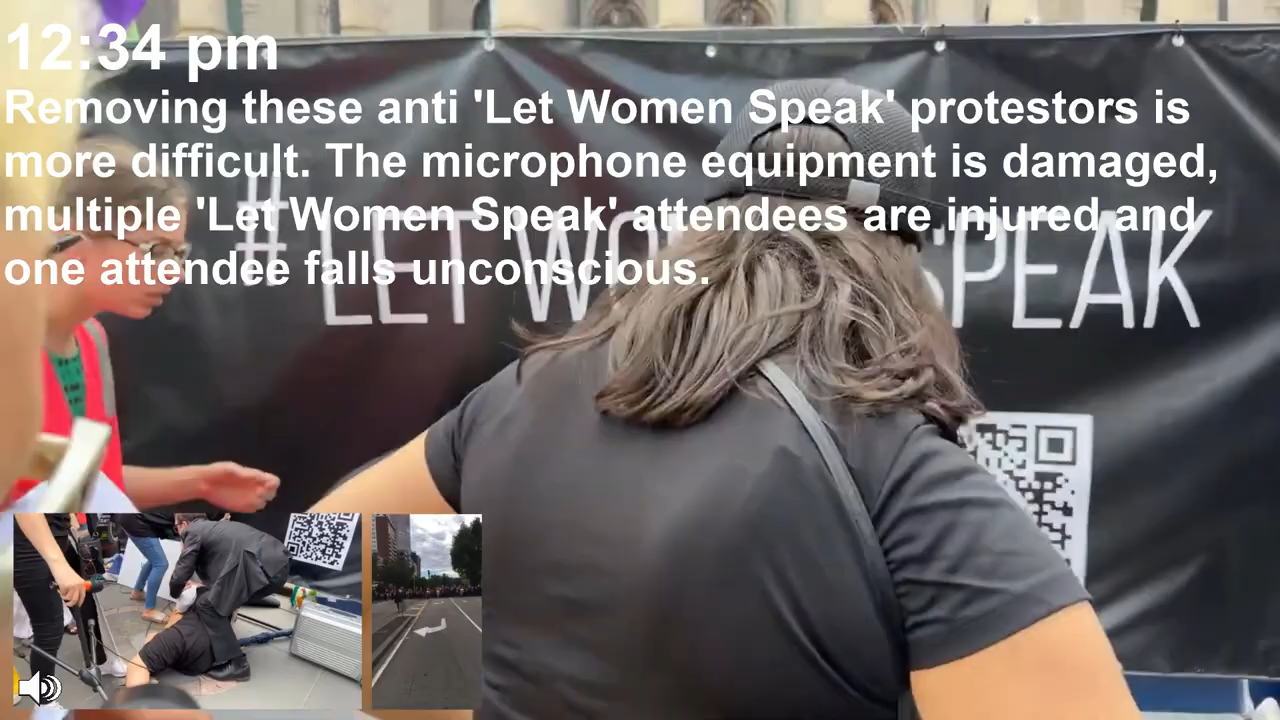 12:34 pm
Removing these anti 'Let Women Speak' protestors is
more difficult. The microphone equipment is damaged,
multiple 'Let Women Speak' attendees are injured and
one attendee falls unconscious.
#LET WO SPEAK